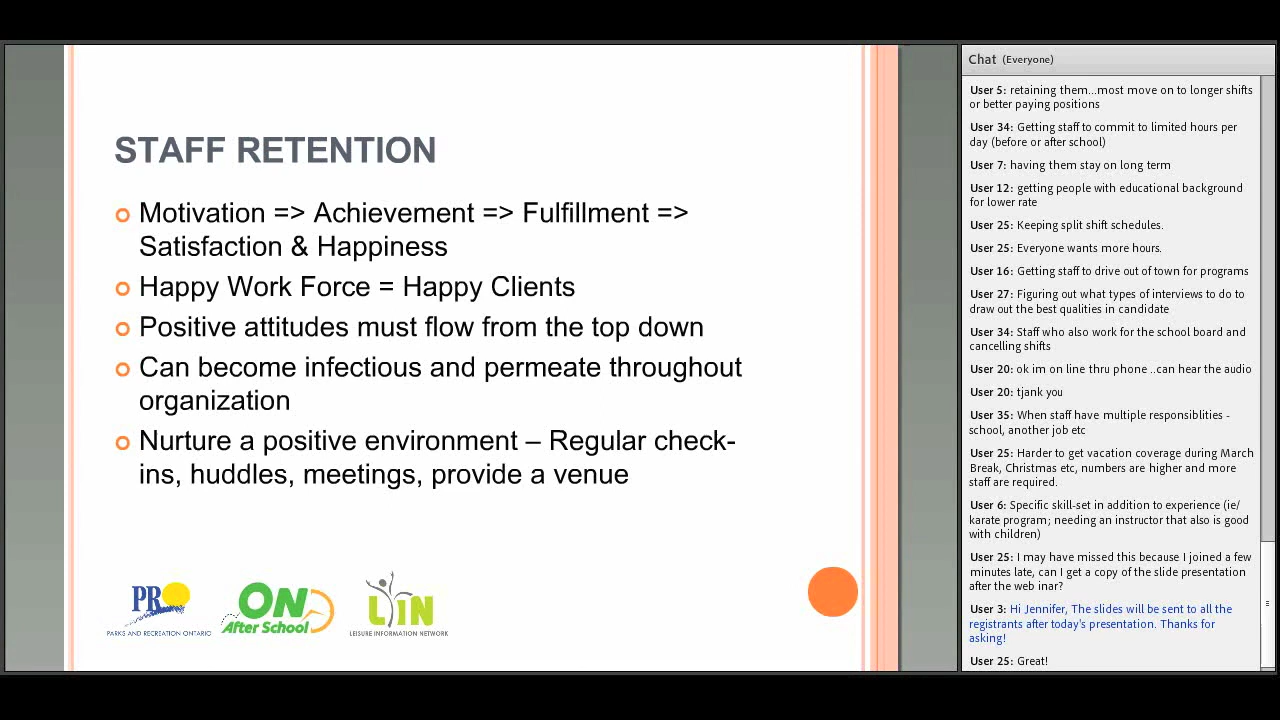 STAFF RETENTION
Motivation => Achievement => Fulfillment =>
Satisfaction & Happiness
Happy Work Force = Happy Clients
Positive attitudes must flow from the top down
Can become infectious and permeate throughout
organization
Nurture a positive environment – Regular check-
ins, huddles, meetings, provide a venue
PRO
PARKS AND RECREATION ONTARIO
ON
After School
LIN
LEISURE INFORMATION NETWORK
Chat (Everyone)
User 5: retaining them...most move on to longer shifts
or better paying positions
User 34: Getting staff to commit to limited hours per
day (before or after school)
User 7: having them stay on long term
User 12: getting people with educational background
for lower rate
User 25: Keeping split shift schedules.
User 25: Everyone wants more hours.
User 16: Getting staff to drive out of town for programs
User 27: Figuring out what types of interviews to do to
draw out the best qualities in candidate
User 34: Staff who also work for the school board and
cancelling shifts
User 20: ok im on line thru phone ..can hear the audio
User 20: tjank you
User 35: When staff have multiple responsiblities -
school, another job etc
User 25: Harder to get vacation coverage during March
Break, Christmas etc, numbers are higher and more
staff are required.
User 6: Specific skill-set in addition to experience (ie/
karate program; needing an instructor that also is good
with children)
User 25: I may have missed this because I joined a few
minutes late, can I get a copy of the slide presentation
after the web inar?
User 3: Hi Jennifer, The slides will be sent to all the
registrants after today's presentation. Thanks for
asking!
User 25: Great!